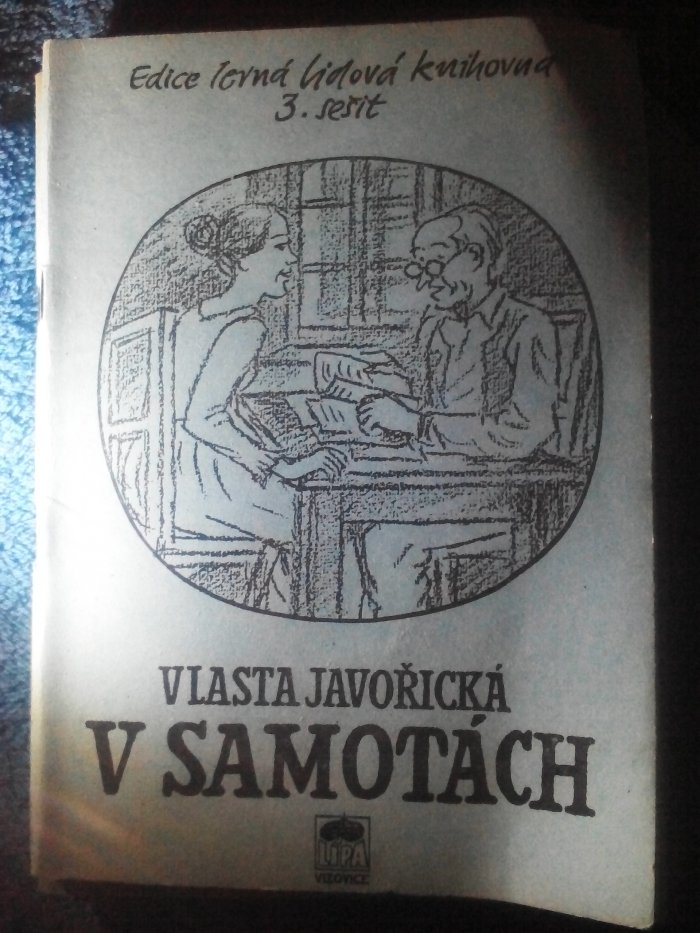 Edice Levná lidová knihovna
3. sešit
VLASTA JAVOŘICKÁ
V SAMOTÁCH
LÍPA
VIZOVICE